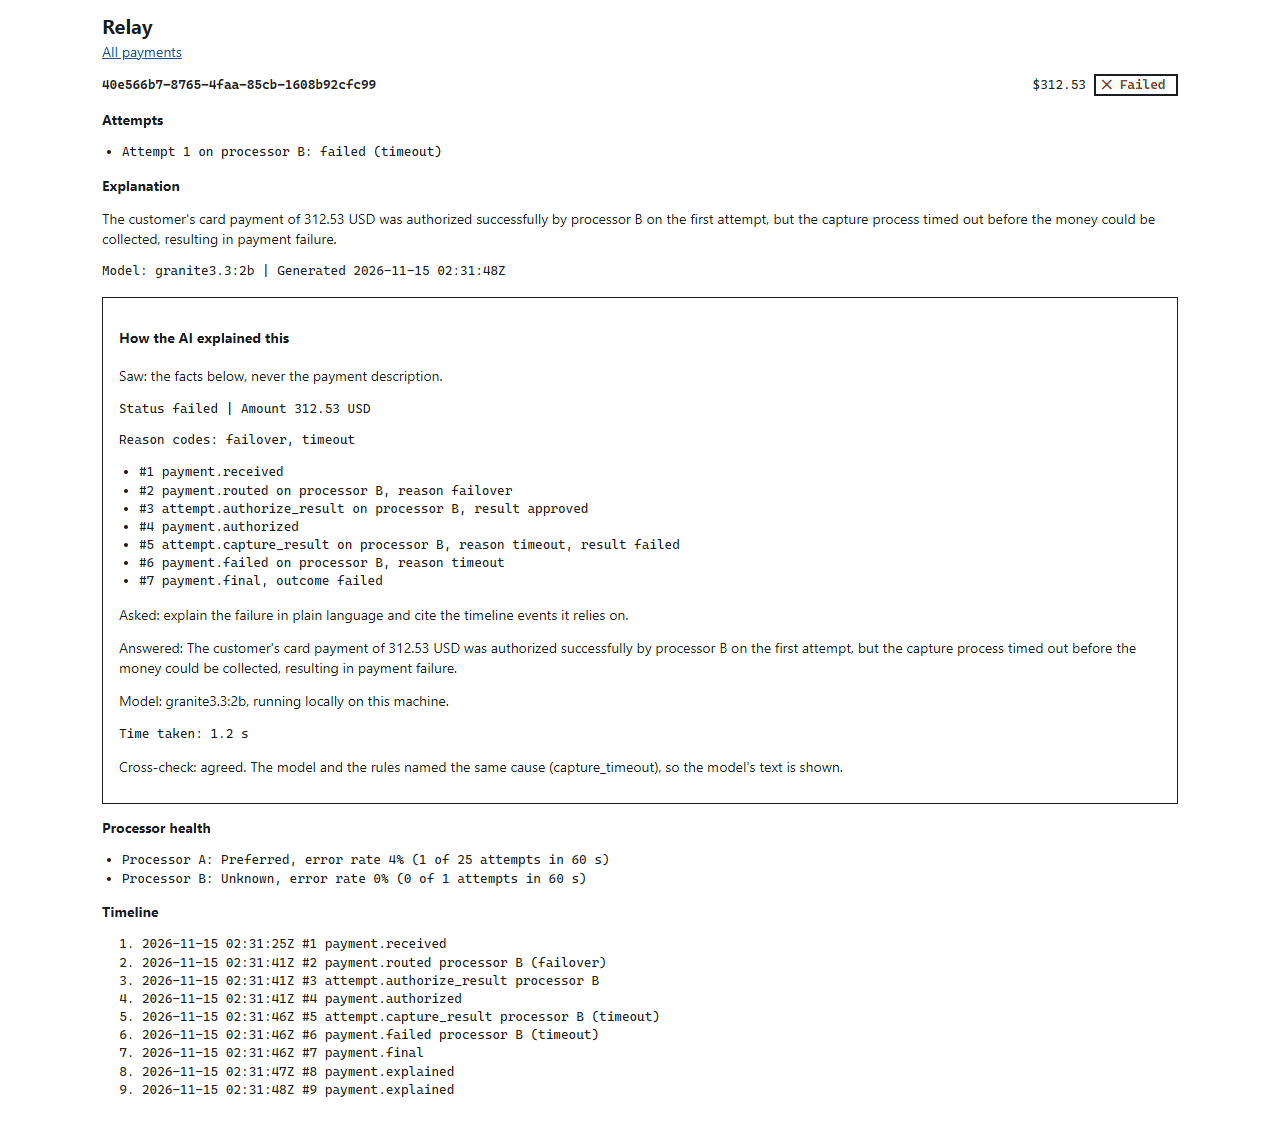 Relay
All payments
40e566b7-8765-4faa-85cb-1608b92cfc99 $312.53 ✕ Failed
Attempts
• Attempt 1 on processor B: failed (timeout)
Explanation
The customer's card payment of 312.53 USD was authorized successfully by processor B on the first attempt, but the capture process timed out before the money could be
collected, resulting in payment failure.
Model: granite3.3:2b | Generated 2026-11-15 02:31:48Z
How the AI explained this
Saw: the facts below, never the payment description.
Status failed | Amount 312.53 USD
Reason codes: failover, timeout
• #1 payment.received
• #2 payment.routed on processor B, reason failover
• #3 attempt.authorize_result on processor B, result approved
• #4 payment.authorized
• #5 attempt.capture_result on processor B, reason timeout, result failed
• #6 payment.failed on processor B, reason timeout
• #7 payment.final, outcome failed
Asked: explain the failure in plain language and cite the timeline events it relies on.
Answered: The customer's card payment of 312.53 USD was authorized successfully by processor B on the first attempt, but the capture process timed out before the
money could be collected, resulting in payment failure.
Model: granite3.3:2b, running locally on this machine.
Time taken: 1.2 s
Cross-check: agreed. The model and the rules named the same cause (capture_timeout), so the model's text is shown.
Processor health
• Processor A: Preferred, error rate 4% (1 of 25 attempts in 60 s)
• Processor B: Unknown, error rate 0% (0 of 1 attempts in 60 s)
Timeline
1. 2026-11-15 02:31:25Z #1 payment.received
2. 2026-11-15 02:31:41Z #2 payment.routed processor B (failover)
3. 2026-11-15 02:31:41Z #3 attempt.authorize_result processor B
4. 2026-11-15 02:31:41Z #4 payment.authorized
5. 2026-11-15 02:31:46Z #5 attempt.capture_result processor B (timeout)
6. 2026-11-15 02:31:46Z #6 payment.failed processor B (timeout)
7. 2026-11-15 02:31:46Z #7 payment.final
8. 2026-11-15 02:31:47Z #8 payment.explained
9. 2026-11-15 02:31:48Z #9 payment.explained